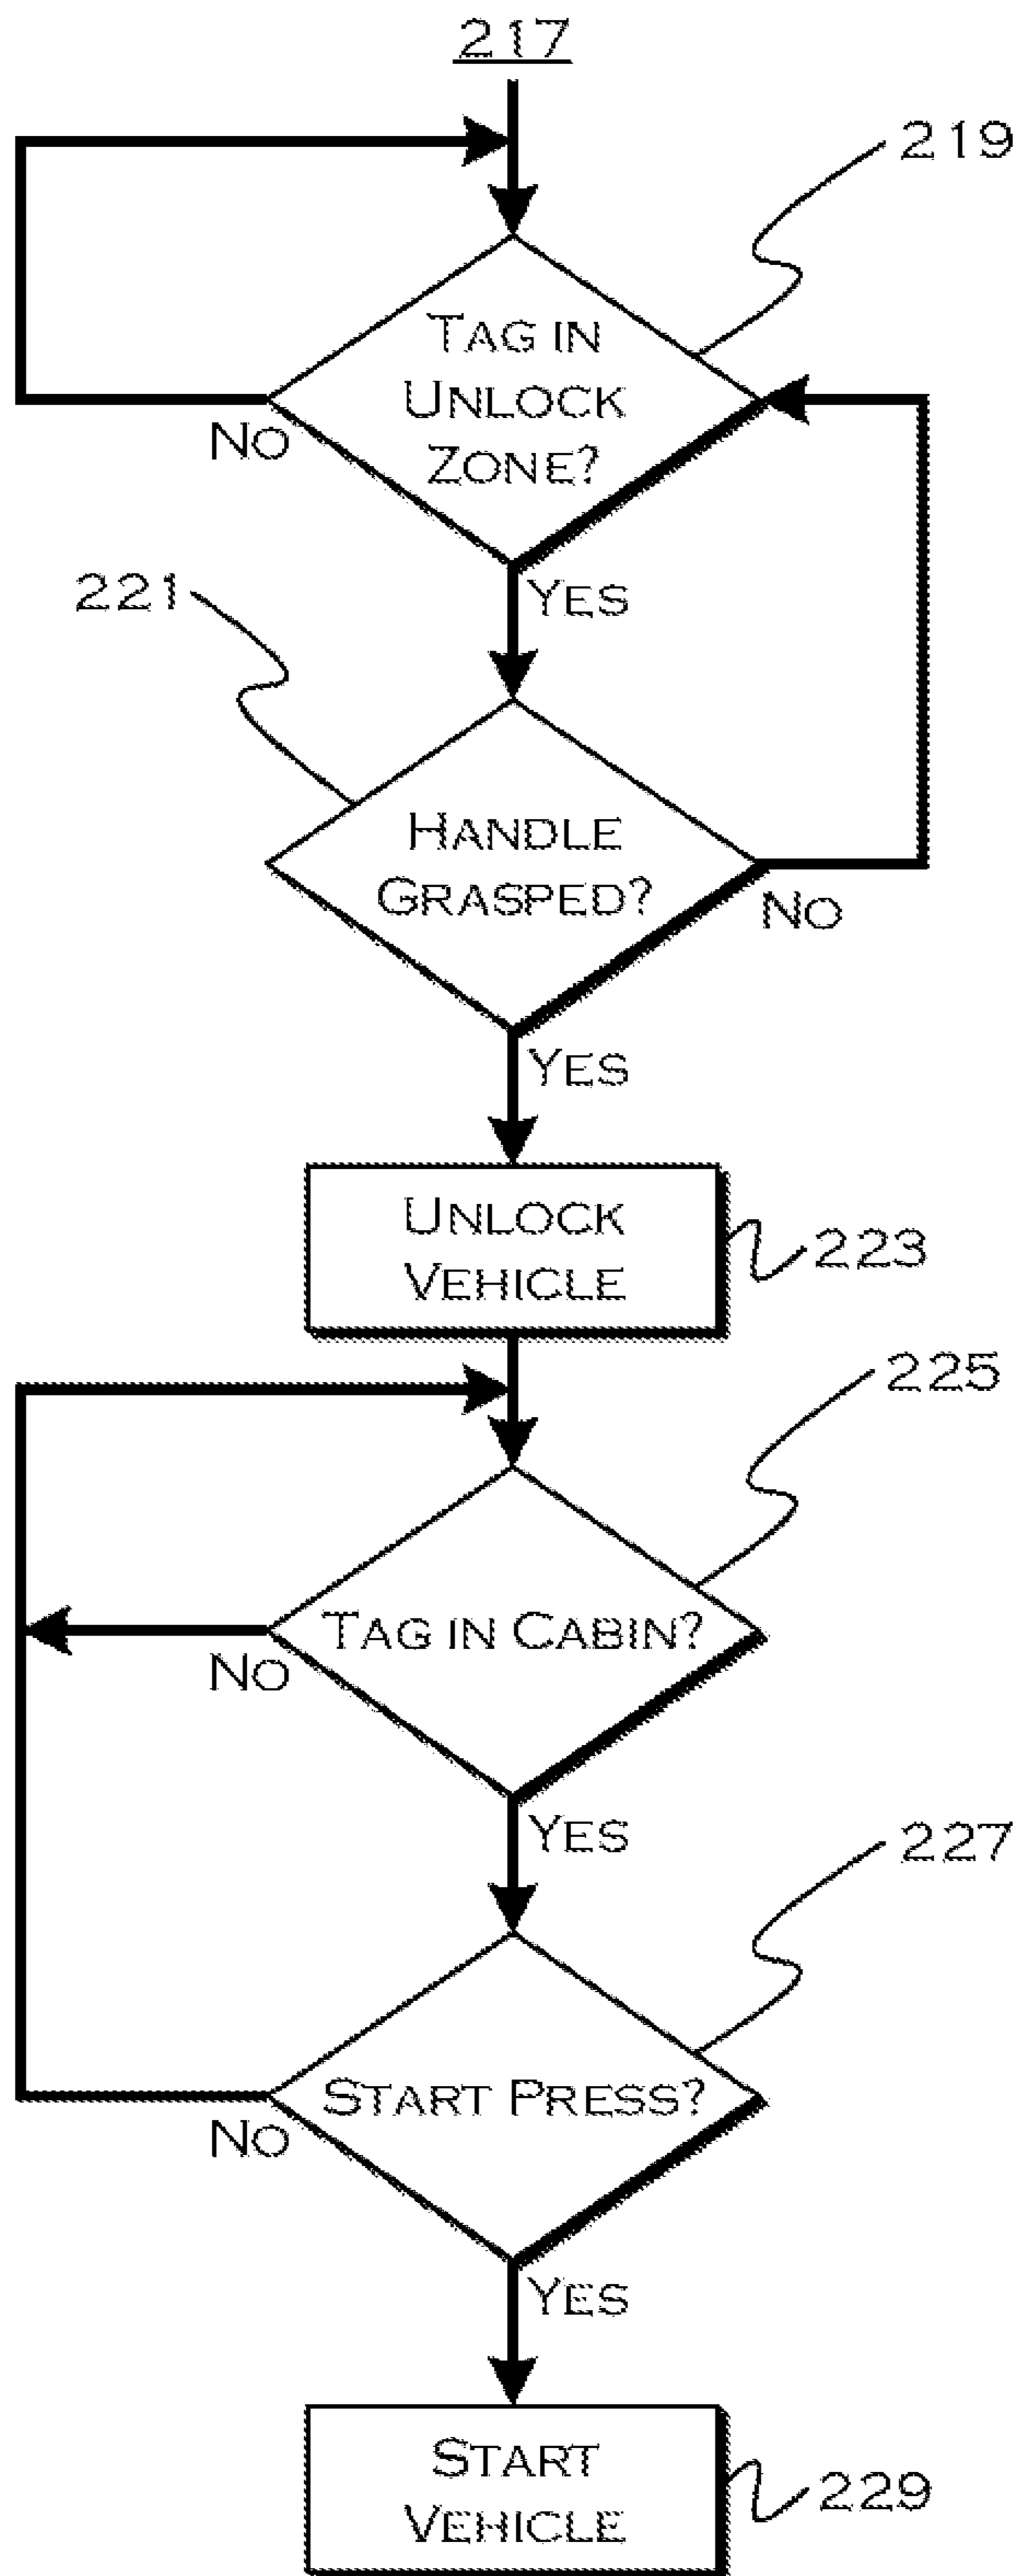 217
219
TAG IN
UNLOCK
ZONE?
NO
YES
221
HANDLE
GRASPED?
NO
YES
UNLOCK
VEHICLE
223
225
TAG IN CABIN?
NO
YES
227
START PRESS?
NO
YES
START
VEHICLE
229